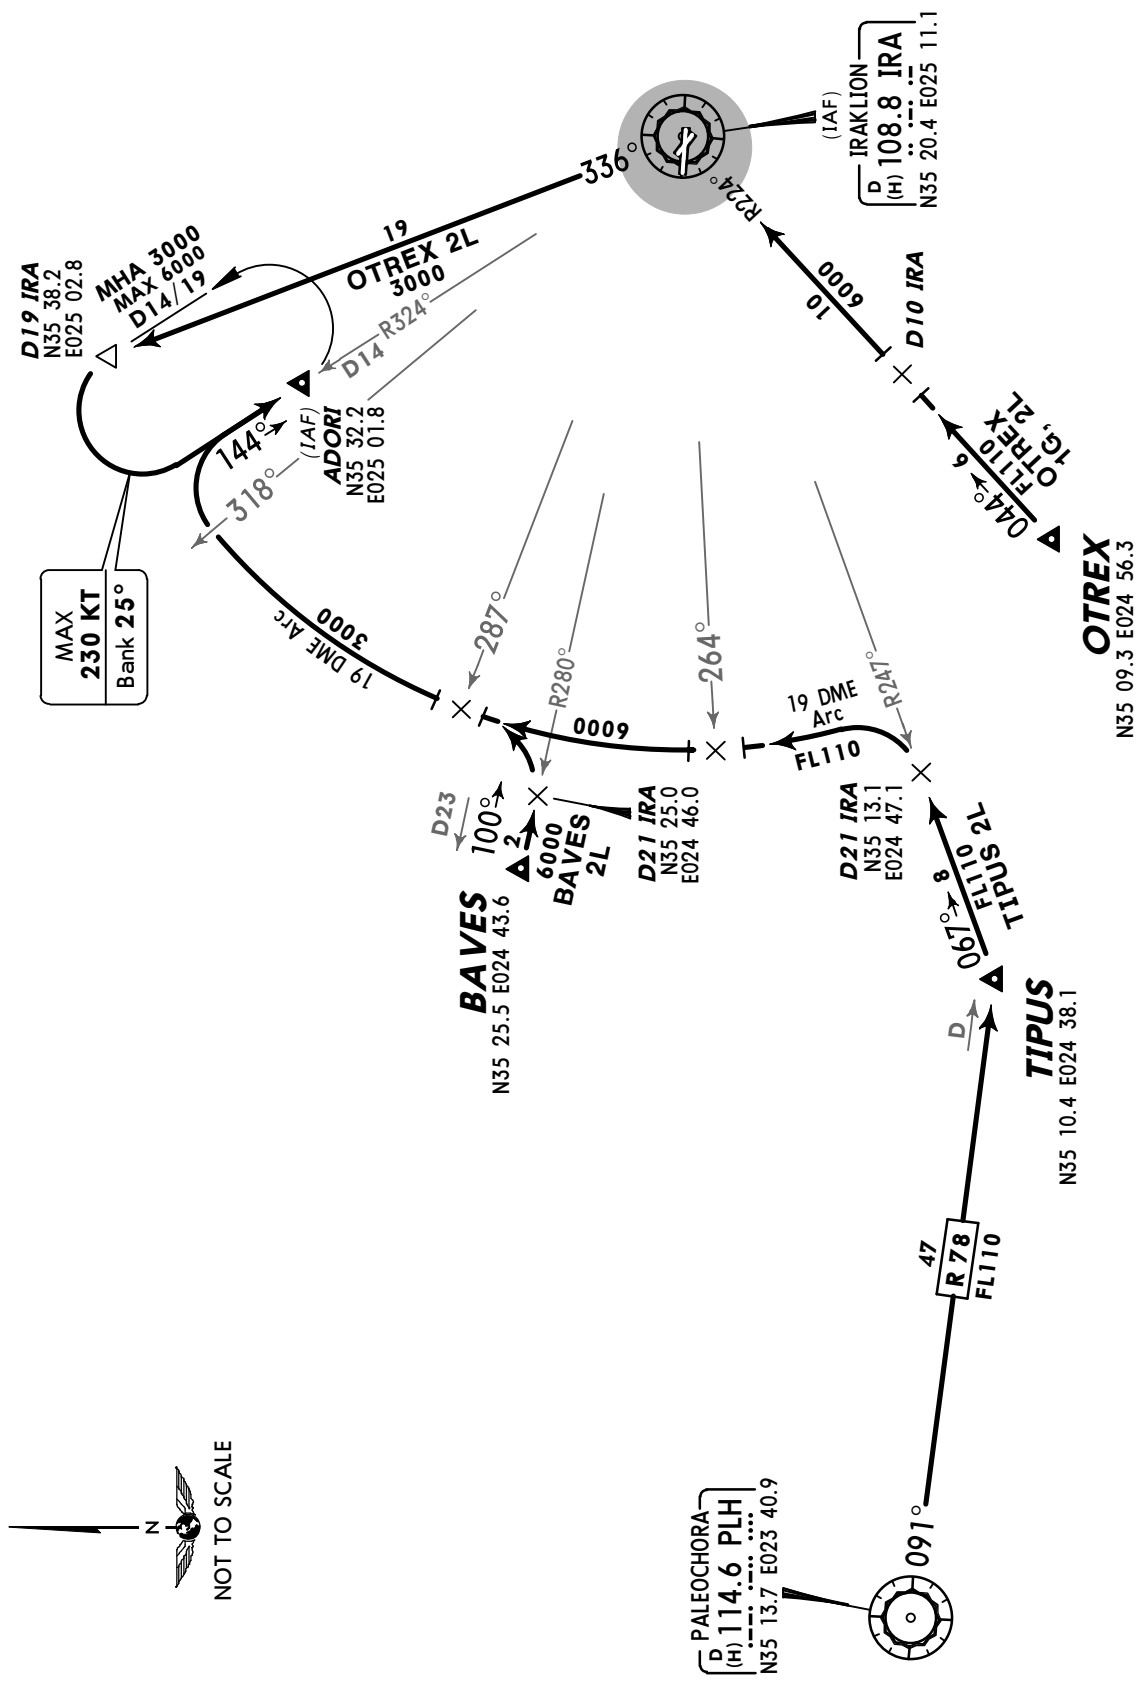 D19 IRA
N35 38.2
E025 02.8
MHA 3000
MAX 6000
D14/19
19
OTREX 2L
3000
336°
R324°
D14
(IAF)
ADORI
N35 32.2
E025 01.8
144°
318°
MAX
230 KT
Bank 25°
3000
19 DME Arc
287°
R280°
264°
R247°
6000
19 DME
Arc
FL110
D23
100°
2
6000
BAVES
2L
BAVES
N35 25.5 E024 43.6
D21 IRA
N35 25.0
E024 46.0
D21 IRA
N35 13.1
E024 47.1
067°
8
FL110
TIPUS 2L
D
TIPUS
N35 10.4 E024 38.1
47
R 78
FL110
091°
PALEOCHORA
D
(H) 114.6 PLH
N35 13.7 E023 40.9
(IAF)
IRAKLION
D
(H) 108.8 IRA
N35 20.4 E025 11.1
R224°
6000
10
D10 IRA
044°
6
FL110
OTREX
1G, 2L
OTREX
N35 09.3 E024 56.3
N
NOT TO SCALE